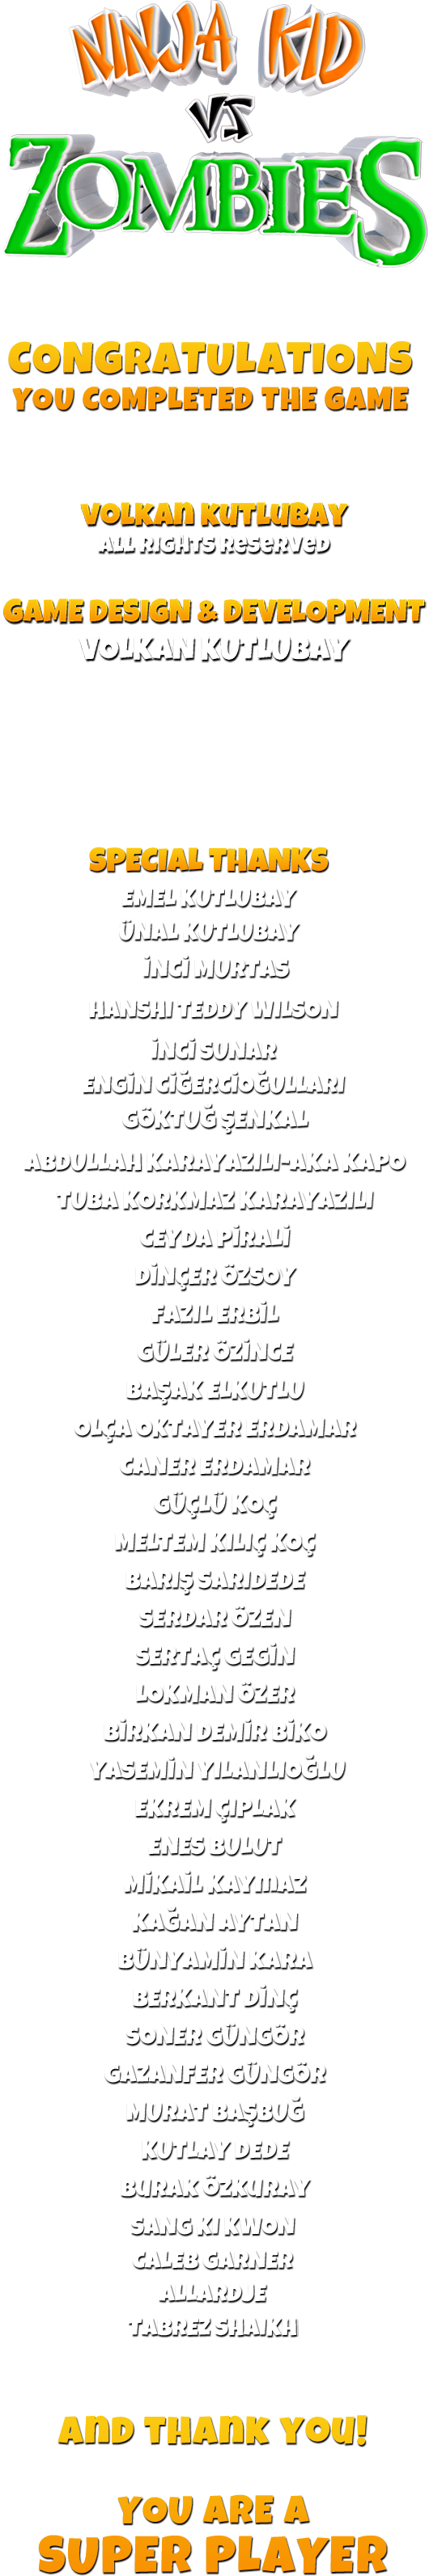 NINJA KID
VS
ZOMBIES
CONGRATULATIONS
YOU COMPLETED THE GAME
VOLKAN KUTLUBAY
ALL RIGHTS RESERVED
GAME DESIGN & DEVELOPMENT
VOLKAN KUTLUBAY
SPECIAL THANKS
EMEL KUTLUBAY
ÜNAL KUTLUBAY
İNCİ MURTAS
HANSHI TEDDY WILSON
İNCİ SUNAR
ENGİN CİĞERCİOĞULLARI
GÖKTUĞ ŞENKAL
ABDULLAH KARAYAZILI-AKA KAPO
TUBA KORKMAZ KARAYAZILI
CEYDA PİRALİ
DİNÇER ÖZSOY
FAZIL ERBİL
GÜLER ÖZİNCE
BAŞAK ELKUTLU
OLÇA OKTAYER ERDAMAR
CANER ERDAMAR
GÜÇLÜ KOÇ
MELTEM KILIÇ KOÇ
BARIŞ SARIDEDE
SERDAR ÖZEN
SERTAÇ GEGİN
LOKMAN ÖZER
BİRKAN DEMİR BİKO
YASEMİN YILANLIOĞLU
EKREM ÇIPLAK
ENES BULUT
MİKAİL KAYMAZ
KAĞAN AYTAN
BÜNYAMİN KARA
BERKANT DİNÇ
SONER GÜNGÖR
GAZANFER GÜNGÖR
MURAT BAŞBUĞ
KUTLAY DEDE
BURAK ÖZKURAY
SANG KI KWON
CALEB GARNER
ALLARDJE
TABREZ SHAIKH
AND THANK YOU!
YOU ARE A
SUPER PLAYER